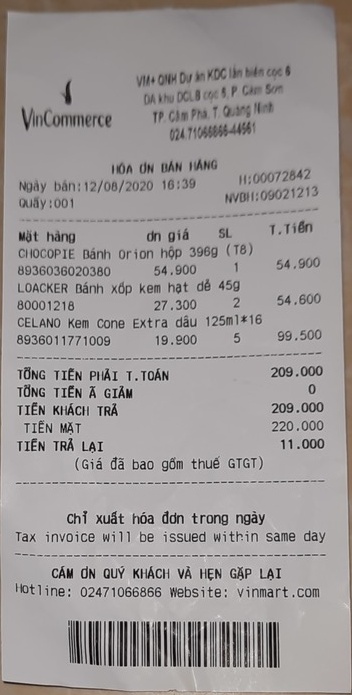 VinCommerce
VM+ QNH Dự án KDC lấn biển cọc 6
DA khu DCLB cọc 6, P. Cẩm Sơn
TP. Cẩm Phả, T. Quảng Ninh
024.71066866-44561
HÓA ĐN BÁN HÀNG
Ngày bán:12/08/2020 16:39 H:00072842
Quầy:001 NVBH:09021213
Mặt hàng đn giá SL T.Tiền
CHOCOPIE Bánh Orion hộp 396g (T8)
8936036020380 54.900 1 54.900
LOACKER Bánh xốp kem hạt dẻ 45g
80001218 27.300 2 54.600
CELANO Kem Cone Extra dâu 125ml*16
8936011771009 19.900 5 99.500
TỔNG TIỀN PHẢI T.TOÁN 209.000
TỔNG TIỀN Ã GIẢM 0
TIỀN KHÁCH TRẢ 209.000
TIỀN MẶT 220.000
TIỀN TRẢ LẠI 11.000
(Giá đã bao gồm thuế GTGT)
Chỉ xuất hóa đơn trong ngày
Tax invoice will be issued within same day
CẢM ƠN QUÝ KHÁCH VÀ HẸN GẶP LẠI
Hotline: 02471066866 Website: vinmart.com